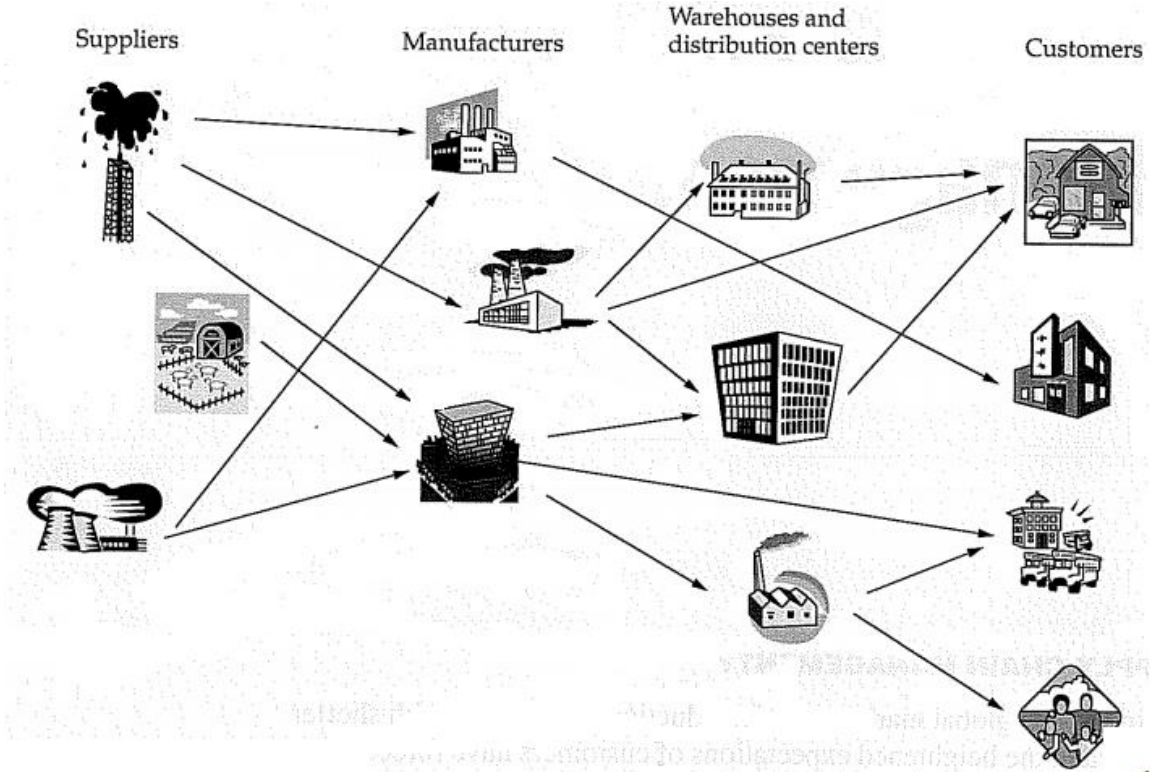 Suppliers
Manufacturers
Warehouses and
distribution centers
Customers